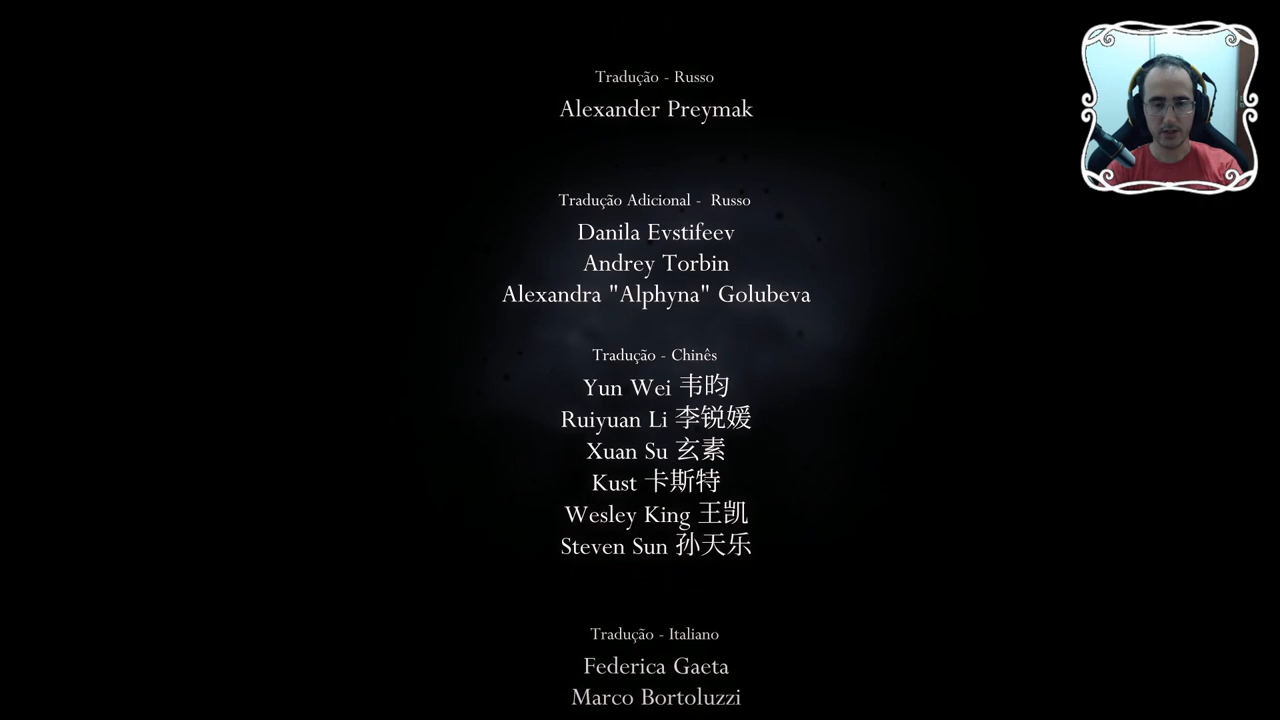 Tradução - Russo
Alexander Preymak
Tradução Adicional - Russo
Danila Evstifeev
Andrey Torbin
Alexandra "Alphyna" Golubeva
Tradução - Chinês
Yun Wei 韦昀
Ruiyuan Li 李锐媛
Xuan Su 玄素
Kust 卡斯特
Wesley King 王凯
Steven Sun 孙天乐
Tradução - Italiano
Federica Gaeta
Marco Bortoluzzi